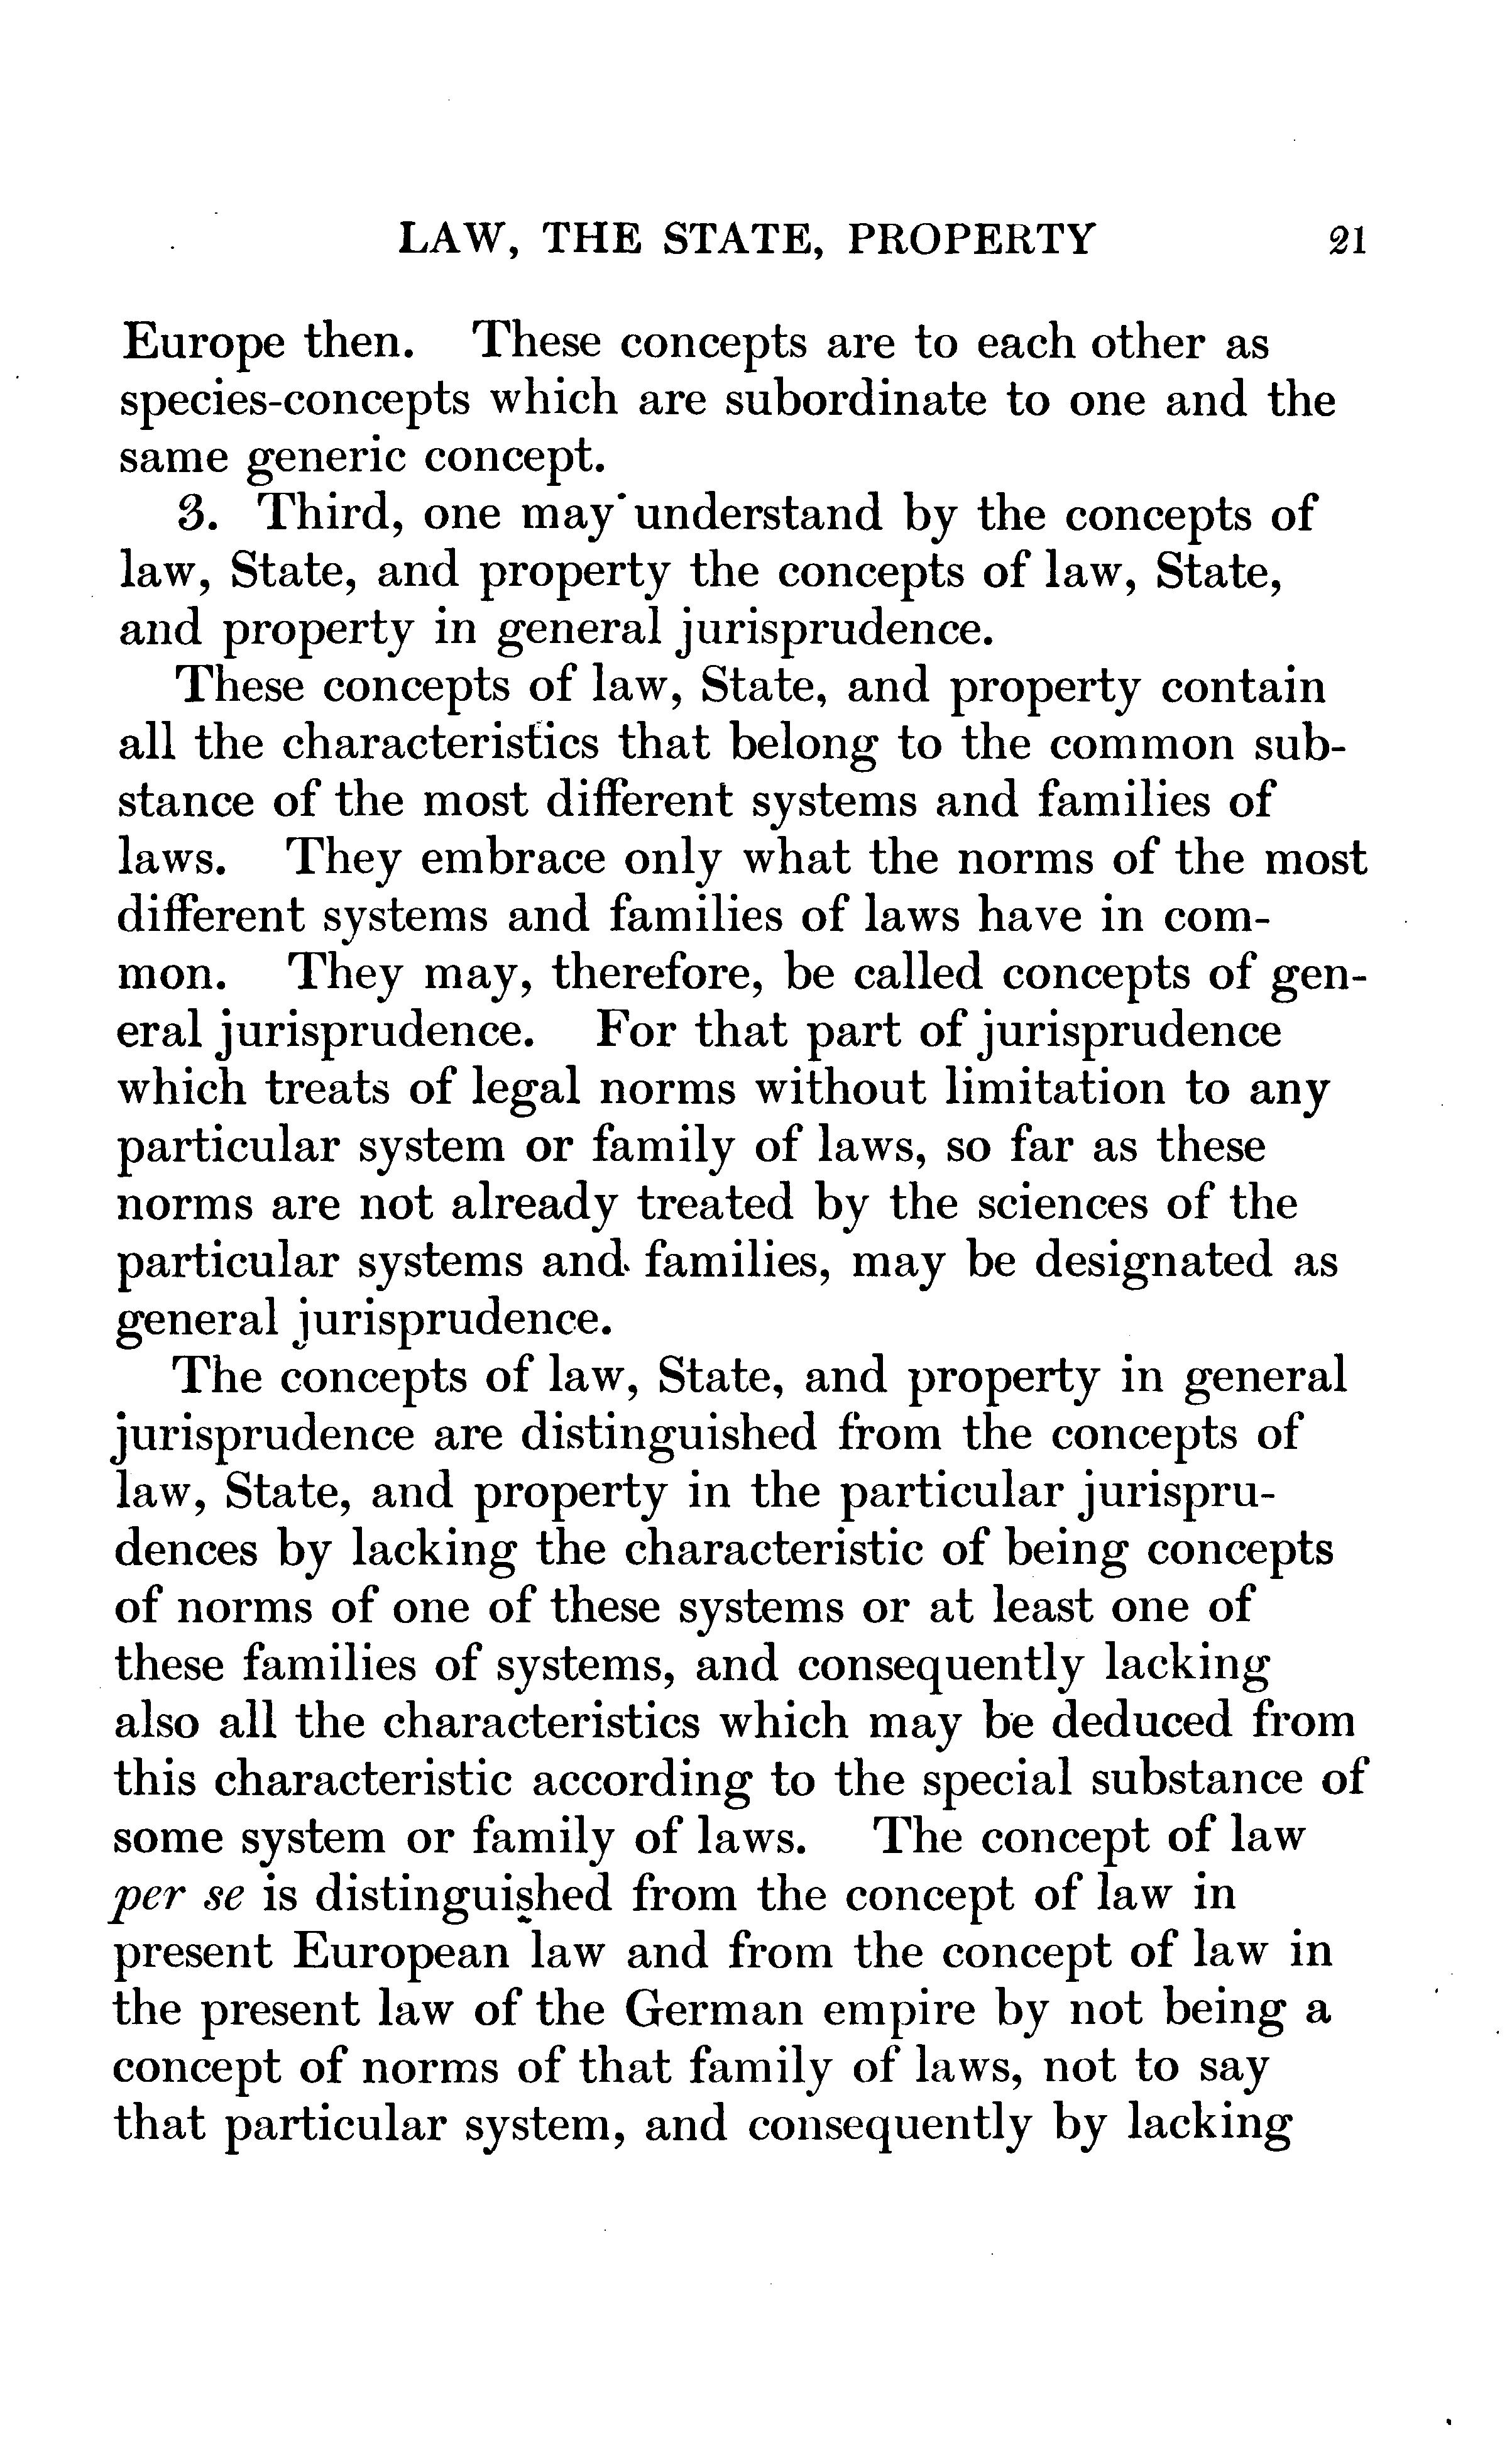 LAW, THE STATE, PROPERTY 21
Europe then. These concepts are to each other as
species-concepts which are subordinate to one and the
same generic concept.
3. Third, one may understand by the concepts of
law, State, and property the concepts of law, State,
and property in general jurisprudence.
These concepts of law, State, and property contain
all the characteristics that belong to the common sub-
stance of the most different systems and families of
laws. They embrace only what the norms of the most
different systems and families of laws have in com-
mon. They may, therefore, be called concepts of gen-
eral jurisprudence. For that part of jurisprudence
which treats of legal norms without limitation to any
particular system or family of laws, so far as these
norms are not already treated by the sciences of the
particular systems and families, may be designated as
general jurisprudence.
The concepts of law, State, and property in general
jurisprudence are distinguished from the concepts of
law, State, and property in the particular jurispru-
dences by lacking the characteristic of being concepts
of norms of one of these systems or at least one of
these families of systems, and consequently lacking
also all the characteristics which may be deduced from
this characteristic according to the special substance of
some system or family of laws. The concept of law
per se is distinguished from the concept of law in
present European law and from the concept of law in
the present law of the German empire by not being a
concept of norms of that family of laws, not to say
that particular system, and consequently by lacking